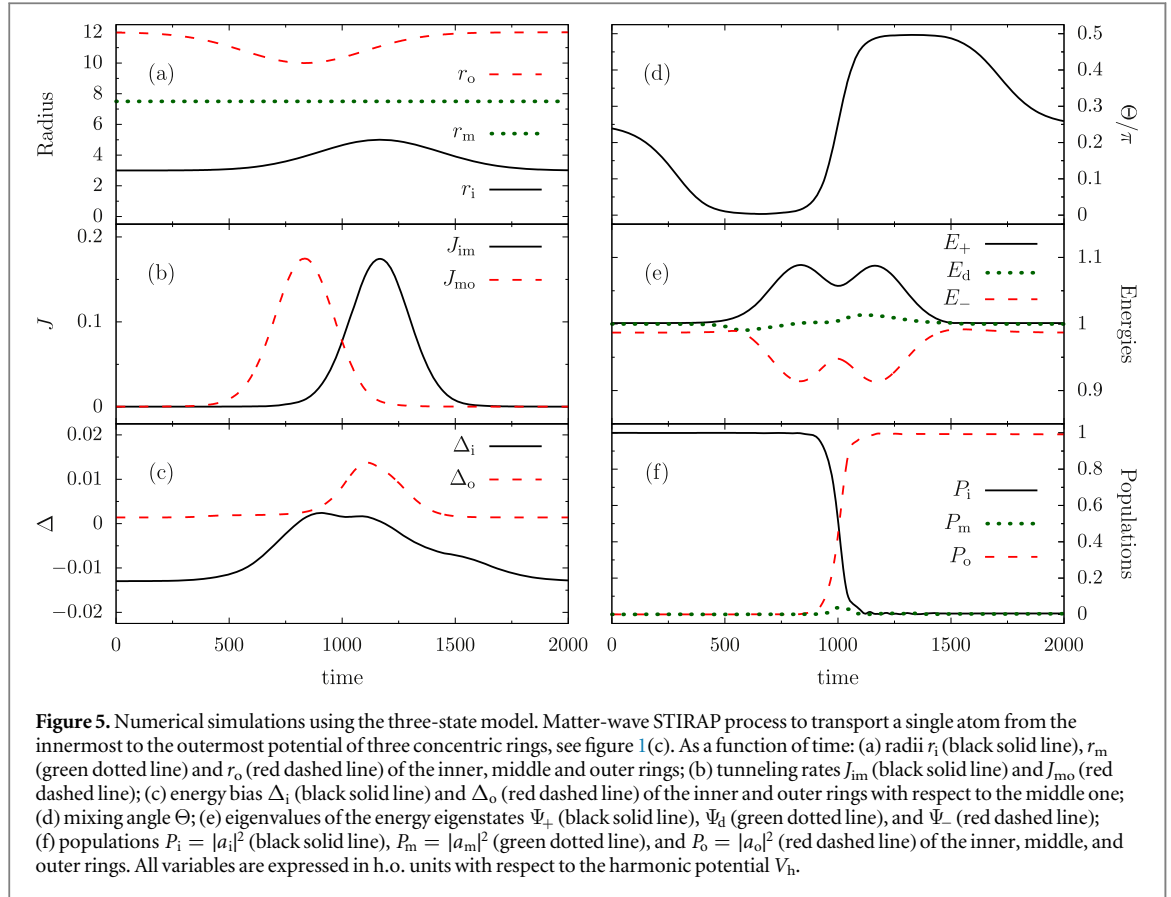 12
10
8
6
4
2
0
Radius
(a)
r_o
r_m
r_i
0.2
0.1
0
J
(b)
J_im
J_mo
0.02
0.01
0
−0.01
−0.02
Δ
(c)
Δ_i
Δ_o
0 500 1000 1500 2000
time
(d)
0.5
0.4
0.3
0.2
0.1
0
Θ/π
(e)
E_+
E_d
E_−
1.1
1
0.9
Energies
(f)
P_i
P_m
P_o
1
0.8
0.6
0.4
0.2
0
Populations
0 500 1000 1500 2000
time
Figure 5. Numerical simulations using the three-state model. Matter-wave STIRAP process to transport a single atom from the
innermost to the outermost potential of three concentric rings, see figure 1(c). As a function of time: (a) radii r_i (black solid line), r_m
(green dotted line) and r_o (red dashed line) of the inner, middle and outer rings; (b) tunneling rates J_im (black solid line) and J_mo (red
dashed line); (c) energy bias Δ_i (black solid line) and Δ_o (red dashed line) of the inner and outer rings with respect to the middle one;
(d) mixing angle Θ; (e) eigenvalues of the energy eigenstates Ψ_+ (black solid line), Ψ_d (green dotted line), and Ψ_− (red dashed line);
(f) populations P_i = |a_i|² (black solid line), P_m = |a_m|² (green dotted line), and P_o = |a_o|² (red dashed line) of the inner, middle, and
outer rings. All variables are expressed in h.o. units with respect to the harmonic potential V_h.